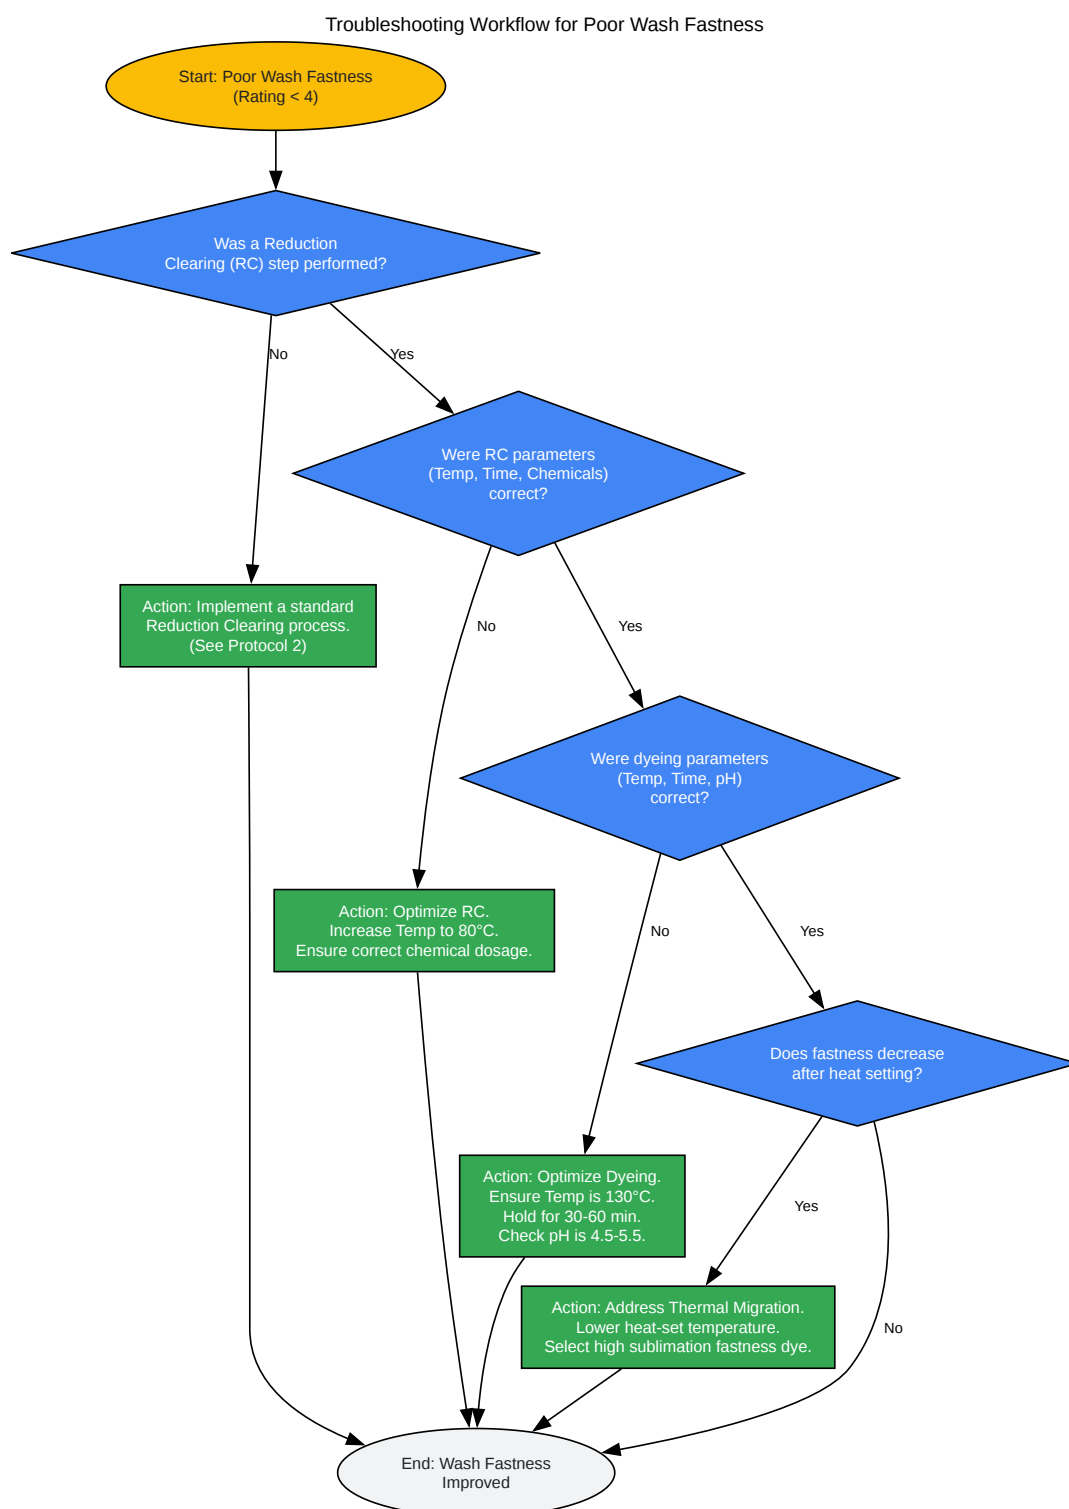 Troubleshooting Workflow for Poor Wash Fastness
Start: Poor Wash Fastness
(Rating < 4)
Was a Reduction
Clearing (RC) step performed?
No
Yes
Were RC parameters
(Temp, Time, Chemicals)
correct?
Action: Implement a standard
Reduction Clearing process.
(See Protocol 2)
No
Yes
Were dyeing parameters
(Temp, Time, pH)
correct?
Action: Optimize RC.
Increase Temp to 80°C.
Ensure correct chemical dosage.
No
Yes
Does fastness decrease
after heat setting?
Action: Optimize Dyeing.
Ensure Temp is 130°C.
Hold for 30-60 min.
Check pH is 4.5-5.5.
Yes
Action: Address Thermal Migration.
Lower heat-set temperature.
Select high sublimation fastness dye.
No
End: Wash Fastness
Improved